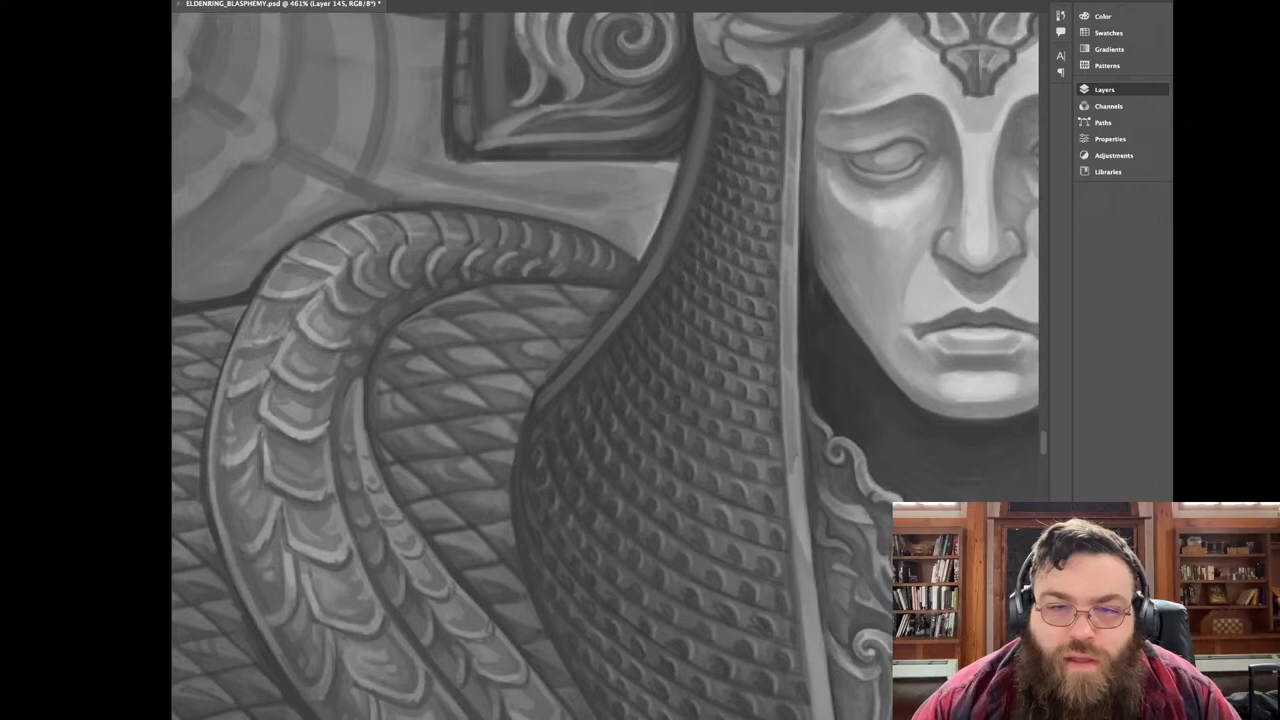 × ELDENRING_BLASPHEMY.psd @ 461% (Layer 145, RGB/8*) *
Color
Swatches
Gradients
Patterns
Layers
Channels
Paths
Properties
Adjustments
Libraries